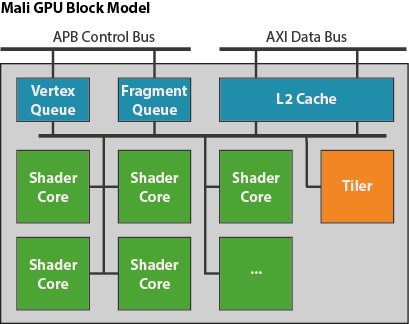 Mali GPU Block Model
APB Control Bus
AXI Data Bus
Vertex
Queue
Fragment
Queue
L2 Cache
Shader
Core
Shader
Core
Shader
Core
Tiler
Shader
Core
Shader
Core
...